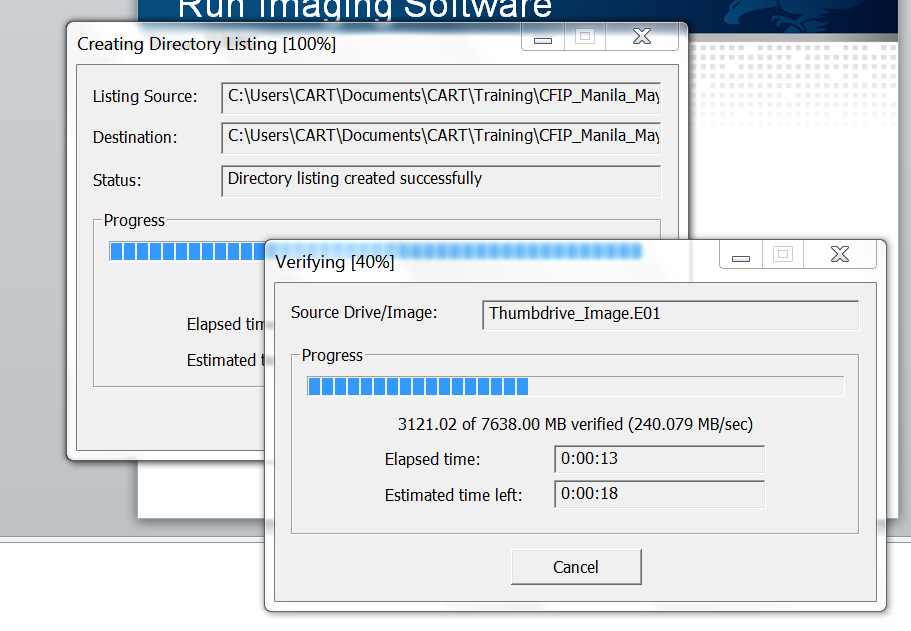 Run Imaging Software
Creating Directory Listing [100%]
Listing Source: C:\Users\CART\Documents\CART\Training\CFIP_Manila_May
Destination: C:\Users\CART\Documents\CART\Training\CFIP_Manila_May
Status: Directory listing created successfully
Progress
Elapsed tim
Estimated t
Verifying [40%]
Source Drive/Image: Thumbdrive_Image.E01
Progress
3121.02 of 7638.00 MB verified (240.079 MB/sec)
Elapsed time: 0:00:13
Estimated time left: 0:00:18
Cancel